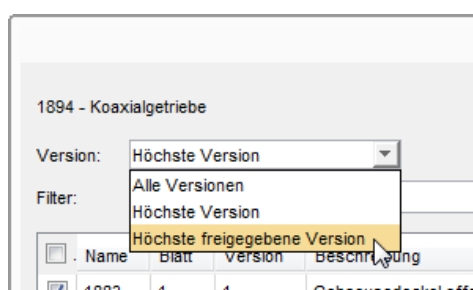 1894 - Koaxialgetriebe
Version: Höchste Version
Alle Versionen
Filter:
Höchste Version
Höchste freigegebene Version
Name Blatt Version Beschreibung
1893 1 1